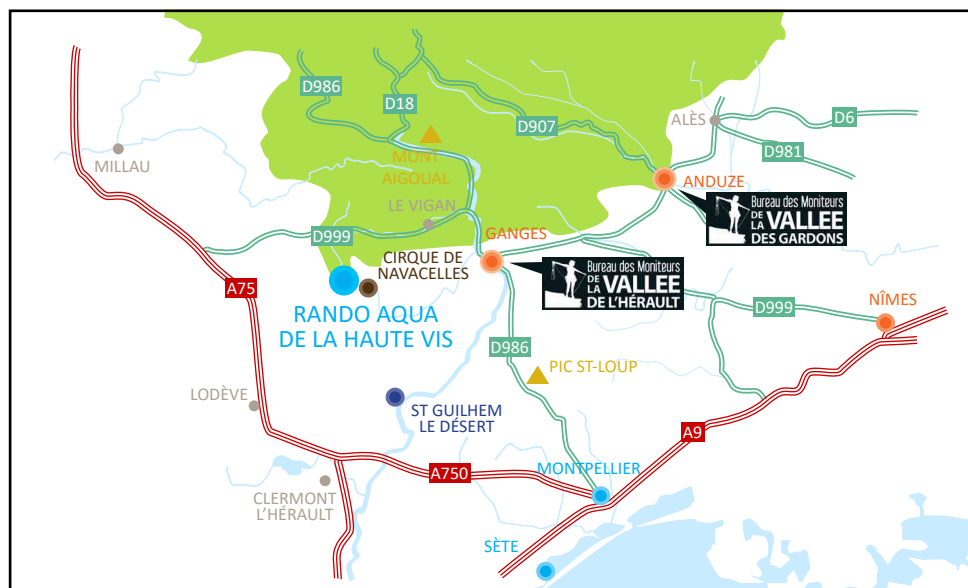 D986
D18
D907
ALÈS
D6
D981
MILLAU
MONT
AIGOUAL
ANDUZE
LE VIGAN
Bureau des Moniteurs
DE LA VALLEE
DES GARDONS
D999
GANGES
CIRQUE DE
NAVACELLES
Bureau des Moniteurs
DE LA VALLEE
DE L'HÉRAULT
A75
RANDO AQUA
DE LA HAUTE VIS
NÎMES
D999
D986
PIC ST-LOUP
LODÈVE
ST GUILHEM
LE DÉSERT
A9
A750
MONTPELLIER
CLERMONT
L'HÉRAULT
SÈTE